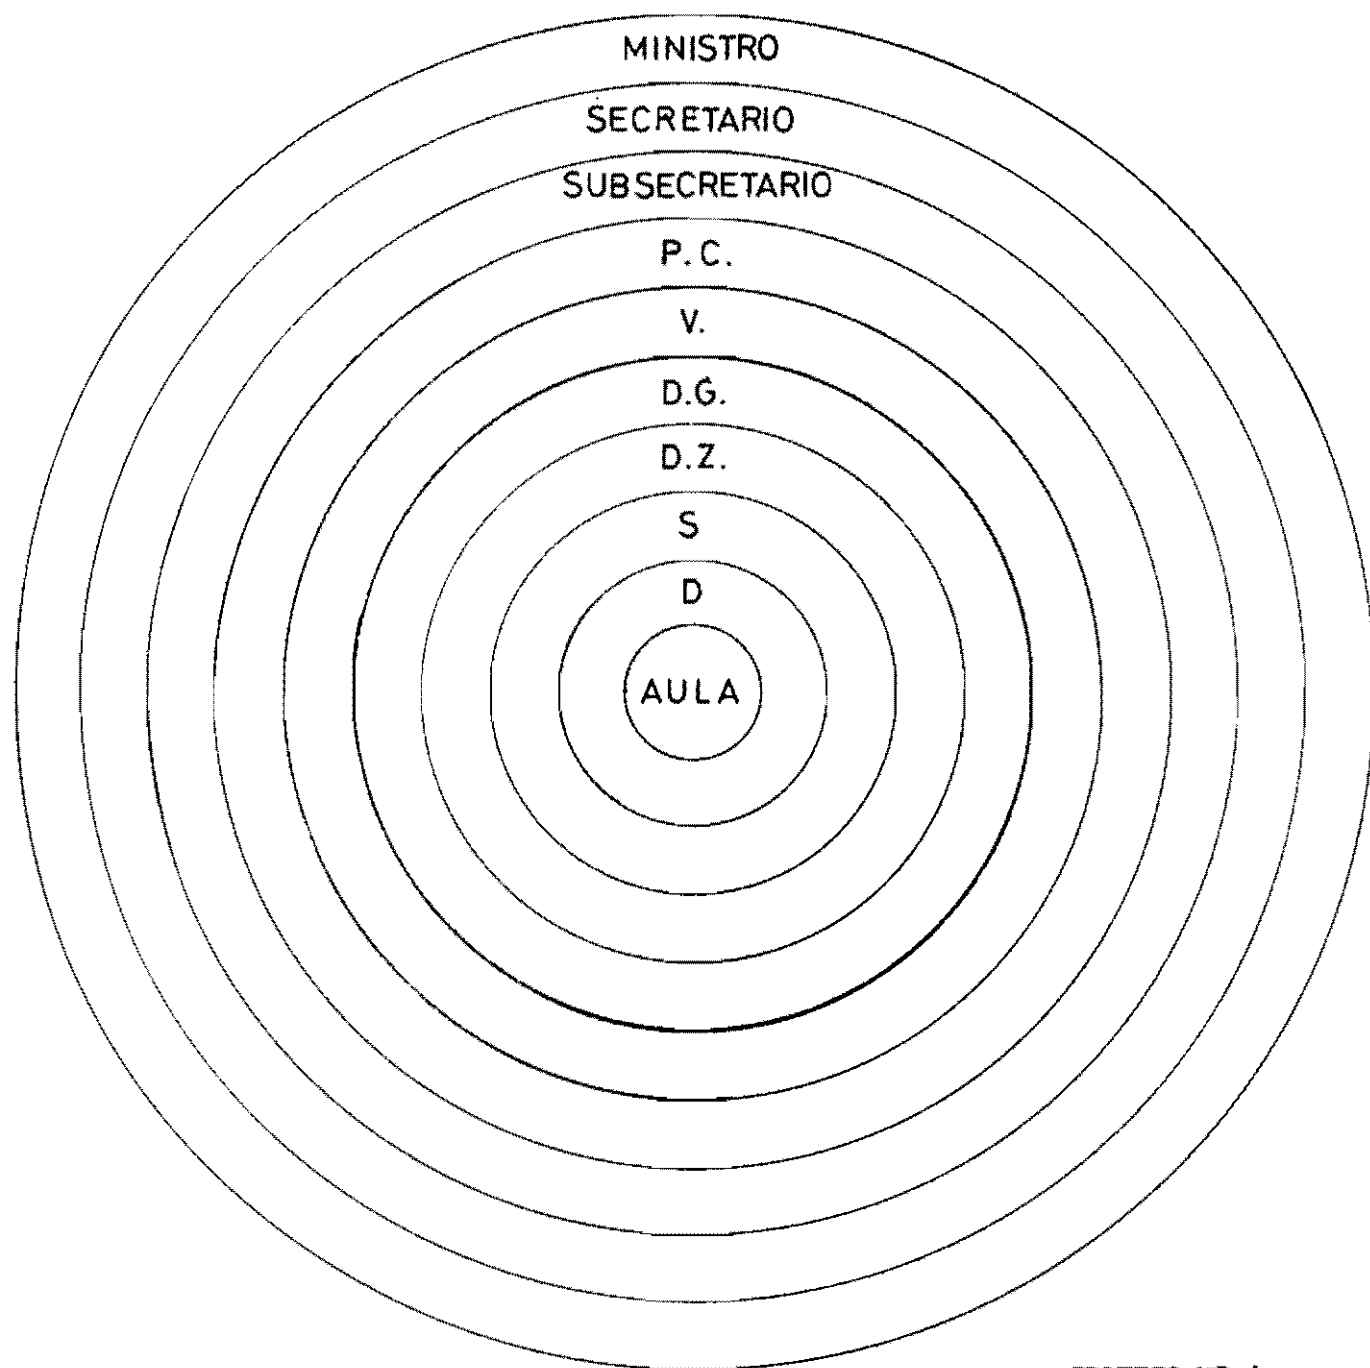 MINISTRO
SECRETARIO
SUBSECRETARIO
P.C.
V.
D.G.
D.Z.
S
D
AULA